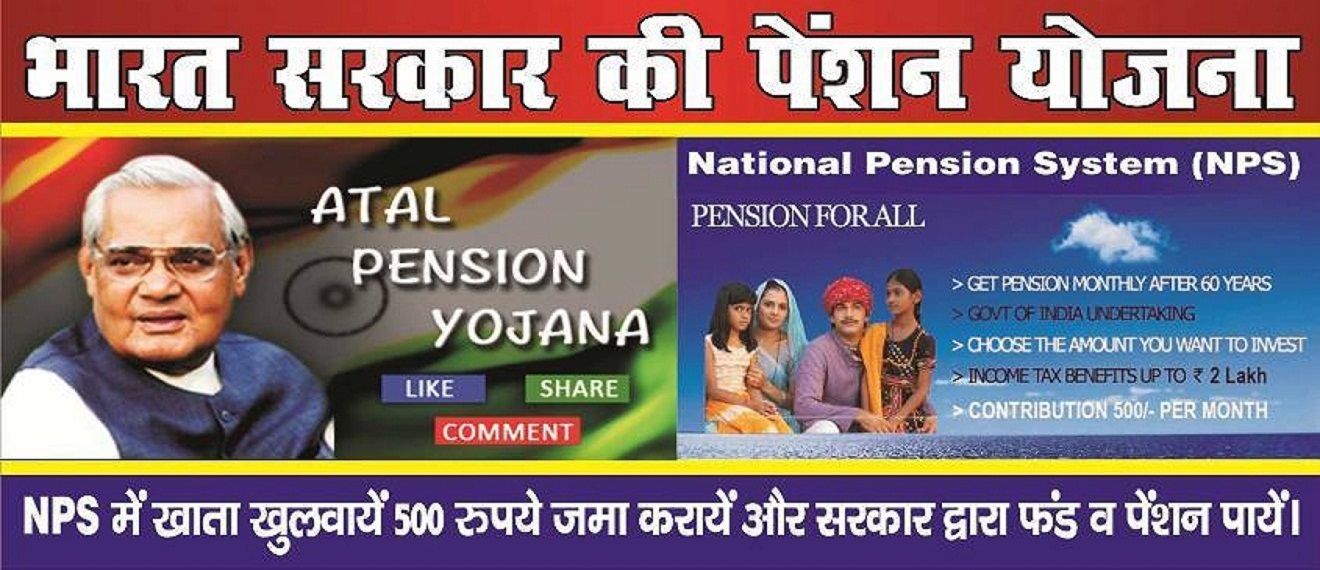 भारत सरकार की पेंशन योजना
ATAL
PENSION
YOJANA
LIKE
SHARE
COMMENT
National Pension System (NPS)
PENSION FOR ALL
> GET PENSION MONTHLY AFTER 60 YEARS
> GOVT OF INDIA UNDERTAKING
> CHOOSE THE AMOUNT YOU WANT TO INVEST
> INCOME TAX BENEFITS UP TO ₹ 2 Lakh
> CONTRIBUTION 500/- PER MONTH
NPS में खाता खुलवायें 500 रुपये जमा करायें और सरकार द्वारा फंड व पेंशन पायें।